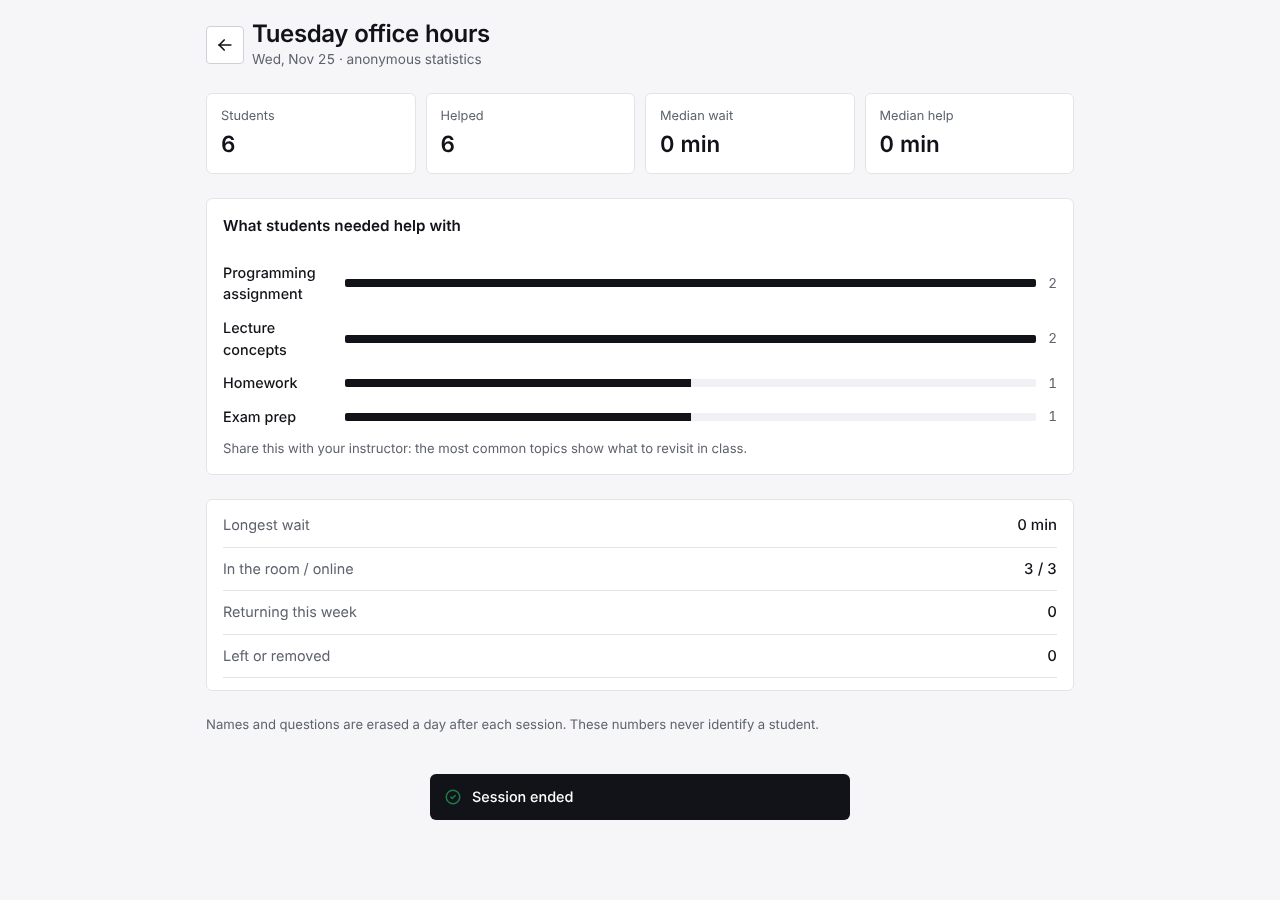 Tuesday office hours
Wed, Nov 25 · anonymous statistics
Students
6
Helped
6
Median wait
0 min
Median help
0 min
What students needed help with
Programming
assignment
2
Lecture
concepts
2
Homework
1
Exam prep
1
Share this with your instructor: the most common topics show what to revisit in class.
Longest wait
0 min
In the room / online
3 / 3
Returning this week
0
Left or removed
0
Names and questions are erased a day after each session. These numbers never identify a student.
Session ended